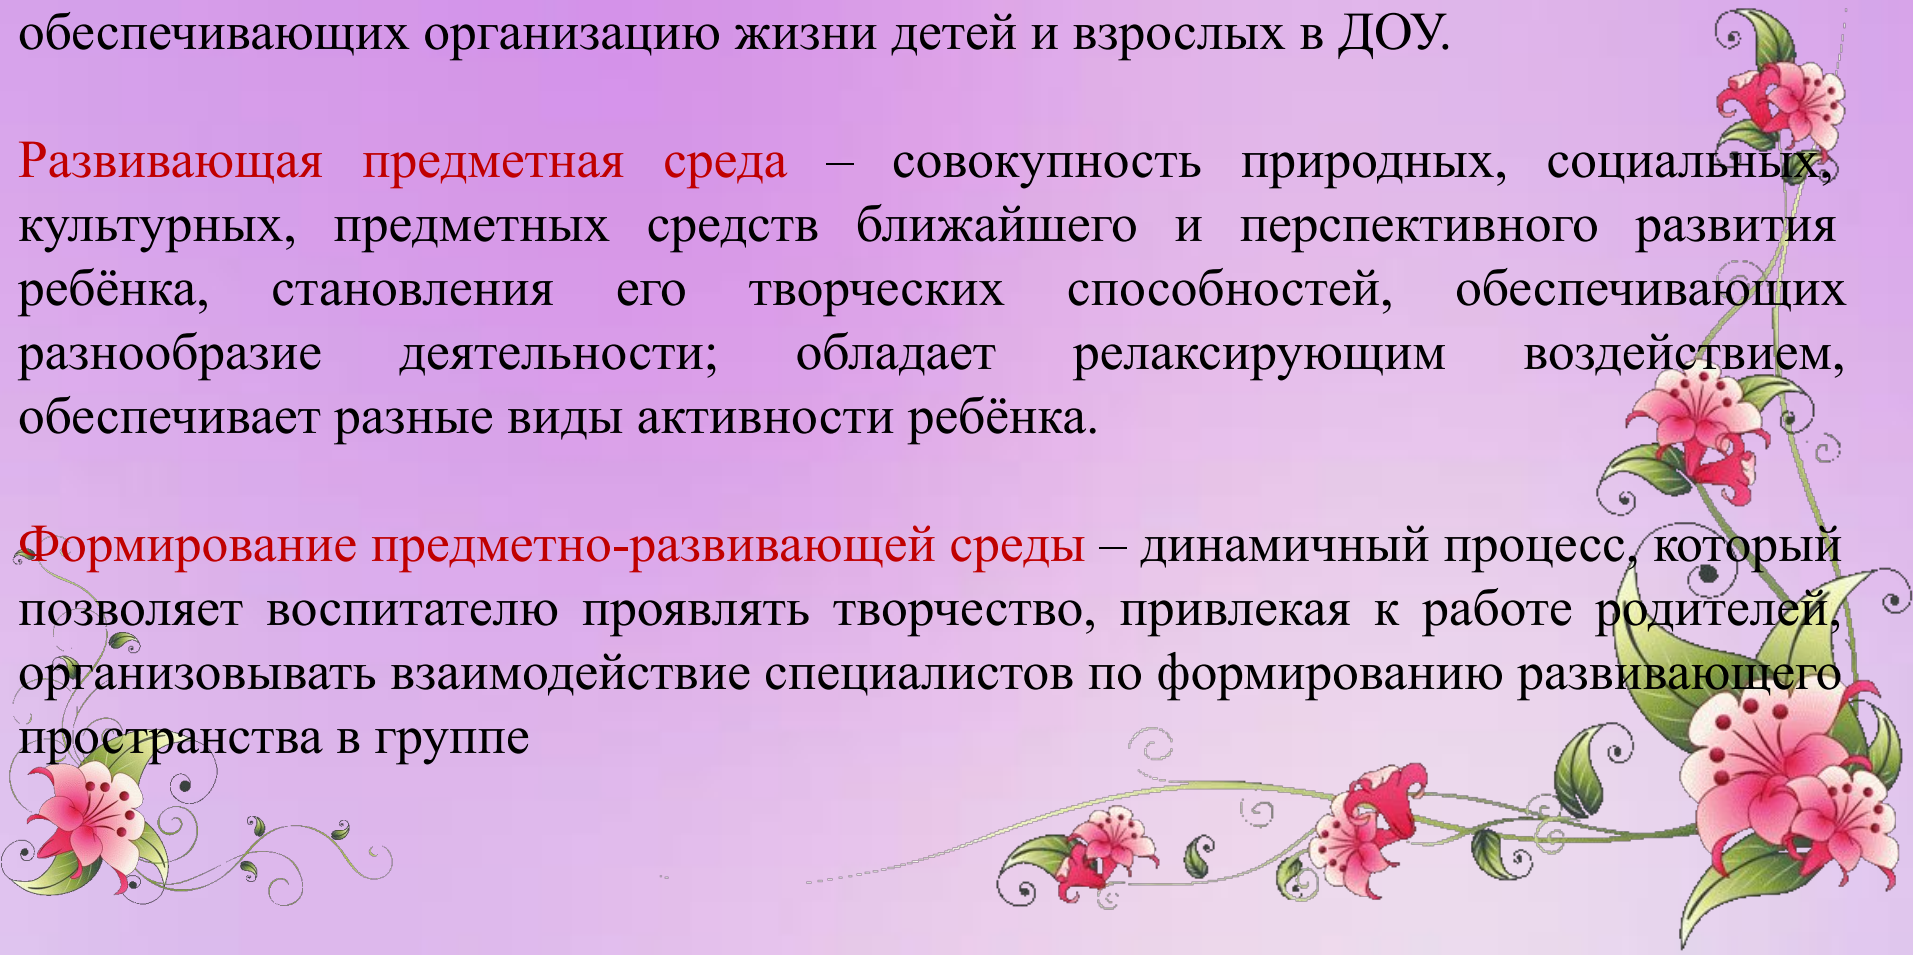 обеспечивающих организацию жизни детей и взрослых в ДОУ.
Развивающая предметная среда – совокупность природных, социальных,
культурных, предметных средств ближайшего и перспективного развития
ребёнка, становления его творческих способностей, обеспечивающих
разнообразие деятельности; обладает релаксирующим воздействием,
обеспечивает разные виды активности ребёнка.
Формирование предметно-развивающей среды – динамичный процесс, который
позволяет воспитателю проявлять творчество, привлекая к работе родителей,
организовывать взаимодействие специалистов по формированию развивающего
пространства в группе